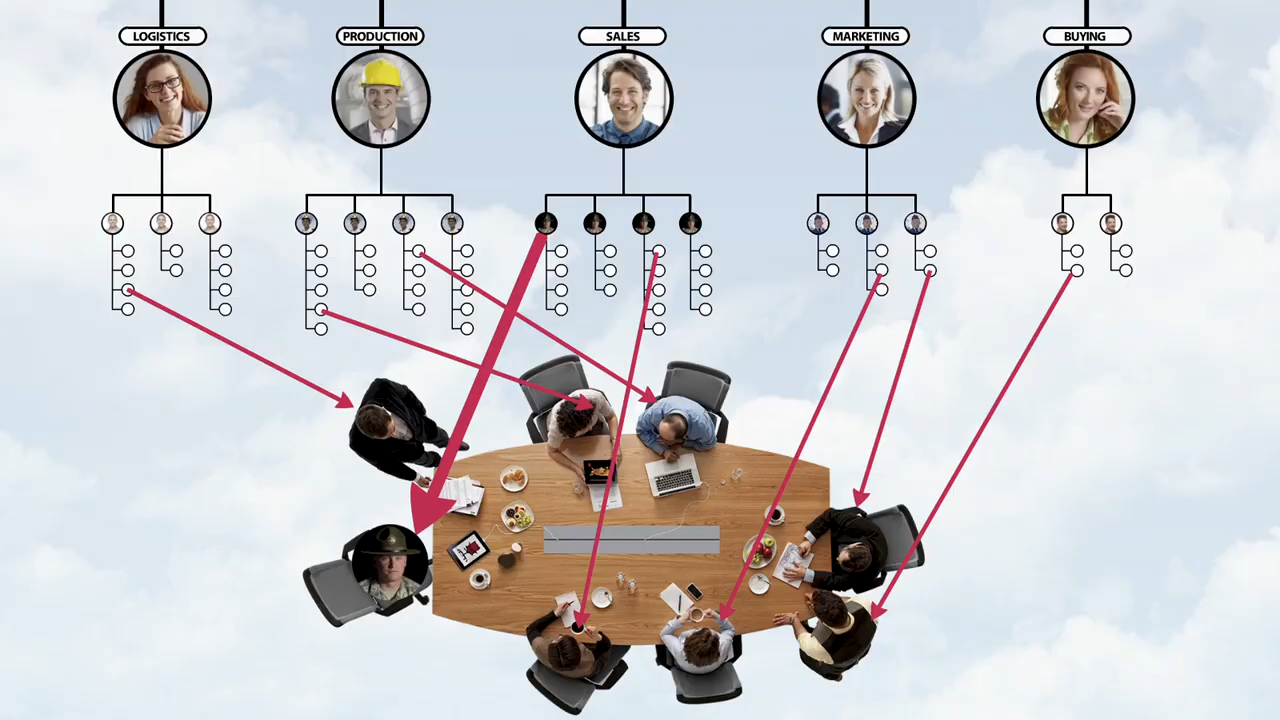 LOGISTICS
PRODUCTION
SALES
MARKETING
BUYING